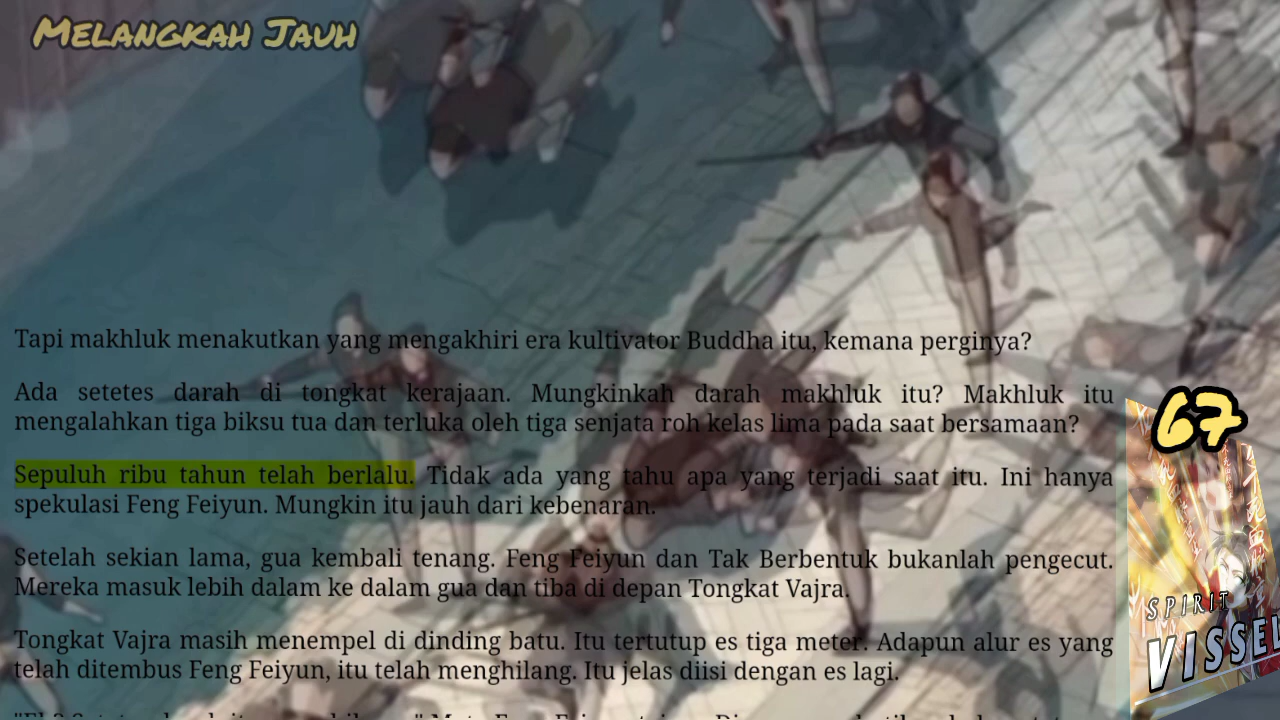 Melangkah Jauh
Tapi makhluk menakutkan yang mengakhiri era kultivator Buddha itu, kemana perginya?
Ada setetes darah di tongkat kerajaan. Mungkinkah darah makhluk itu? Makhluk itu
mengalahkan tiga biksu tua dan terluka oleh tiga senjata roh kelas lima pada saat bersamaan?
Sepuluh ribu tahun telah berlalu. Tidak ada yang tahu apa yang terjadi saat itu. Ini hanya
spekulasi Feng Feiyun. Mungkin itu jauh dari kebenaran.
Setelah sekian lama, gua kembali tenang. Feng Feiyun dan Tak Berbentuk bukanlah pengecut.
Mereka masuk lebih dalam ke dalam gua dan tiba di depan Tongkat Vajra.
Tongkat Vajra masih menempel di dinding batu. Itu tertutup es tiga meter. Adapun alur es yang
telah ditembus Feng Feiyun, itu telah menghilang. Itu jelas diisi dengan es lagi.
67
SPIRIT
VISSEL